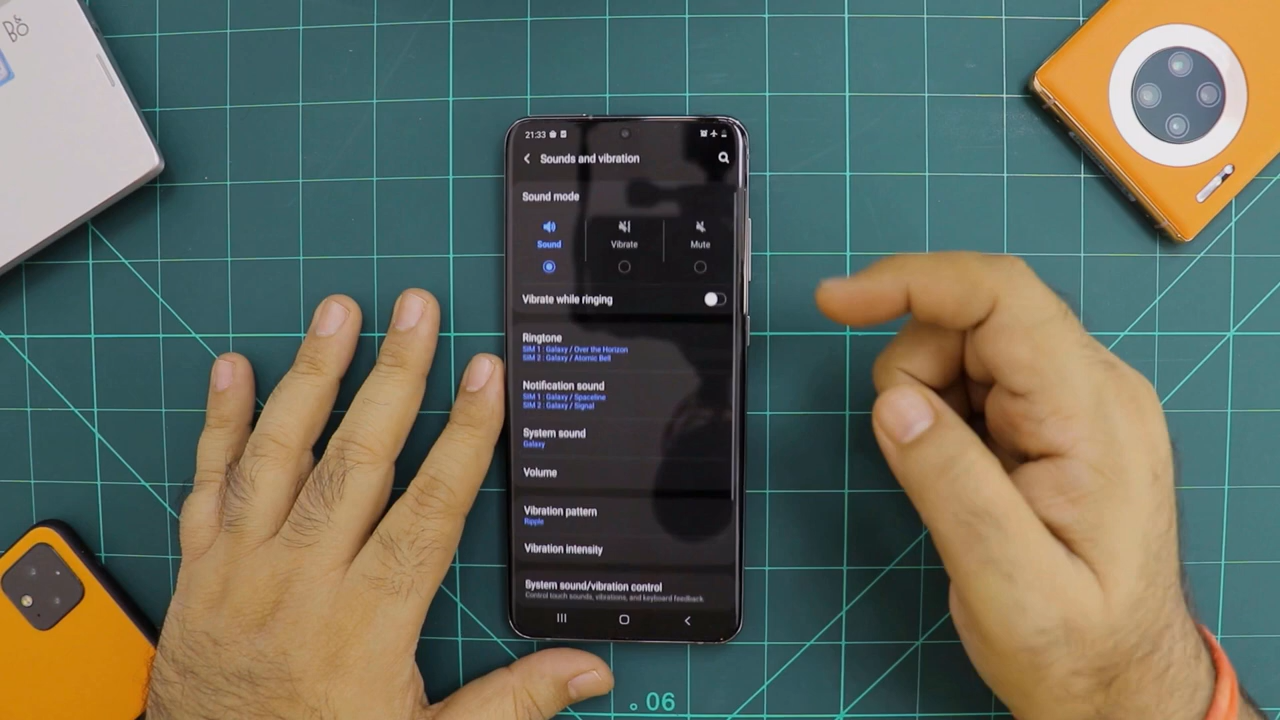 B&O
21:33
Sounds and vibration
Sound mode
Sound
Vibrate
Mute
Vibrate while ringing
Ringtone
SIM 1 : Galaxy / Over the Horizon
SIM 2 : Galaxy / Atomic Bell
Notification sound
SIM 1 : Galaxy / Spaceline
SIM 2 : Galaxy / Signal
System sound
Galaxy
Volume
Vibration pattern
Ripple
Vibration intensity
System sound/vibration control
Control touch sounds, vibrations, and keyboard feedback.
06